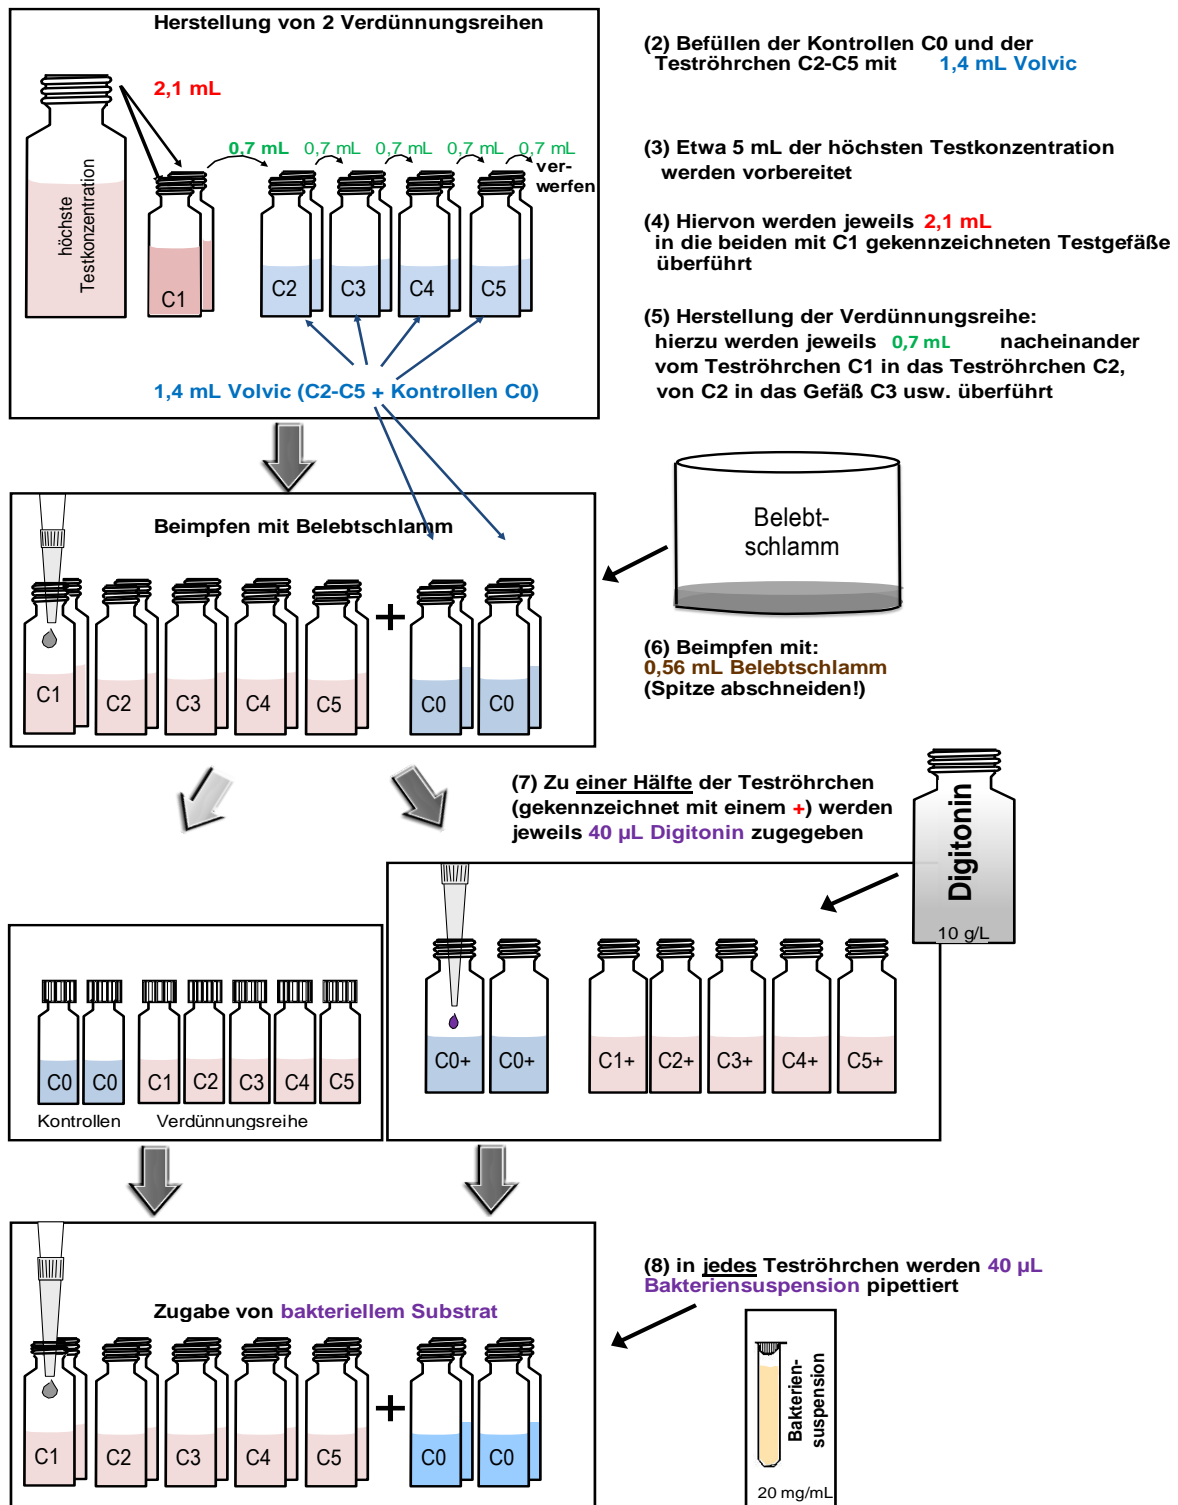 Herstellung von 2 Verdünnungsreihen
2,1 mL
0,7 mL 0,7 mL 0,7 mL 0,7 mL 0,7 mL
ver-
werfen
höchste
Testkonzentration
C1 C2 C3 C4 C5
1,4 mL Volvic (C2-C5 + Kontrollen C0)
(2) Befüllen der Kontrollen C0 und der
Teströhrchen C2-C5 mit 1,4 mL Volvic
(3) Etwa 5 mL der höchsten Testkonzentration
werden vorbereitet
(4) Hiervon werden jeweils 2,1 mL
in die beiden mit C1 gekennzeichneten Testgefäße
überführt
(5) Herstellung der Verdünnungsreihe:
hierzu werden jeweils 0,7 mL nacheinander
vom Teströhrchen C1 in das Teströhrchen C2,
von C2 in das Gefäß C3 usw. überführt
Beimpfen mit Belebtschlamm
C1 C2 C3 C4 C5 + C0 C0
Belebt-
schlamm
(6) Beimpfen mit:
0,56 mL Belebtschlamm
(Spitze abschneiden!)
(7) Zu einer Hälfte der Teströhrchen
(gekennzeichnet mit einem +) werden
jeweils 40 µL Digitonin zugegeben
Digitonin
10 g/L
C0+ C0+ C1+ C2+ C3+ C4+ C5+
C0 C0 C1 C2 C3 C4 C5
Kontrollen Verdünnungsreihe
Zugabe von bakteriellem Substrat
C1 C2 C3 C4 C5 + C0 C0
(8) in jedes Teströhrchen werden 40 µL
Bakteriensuspension pipettiert
Bakterien-
suspension
20 mg/mL